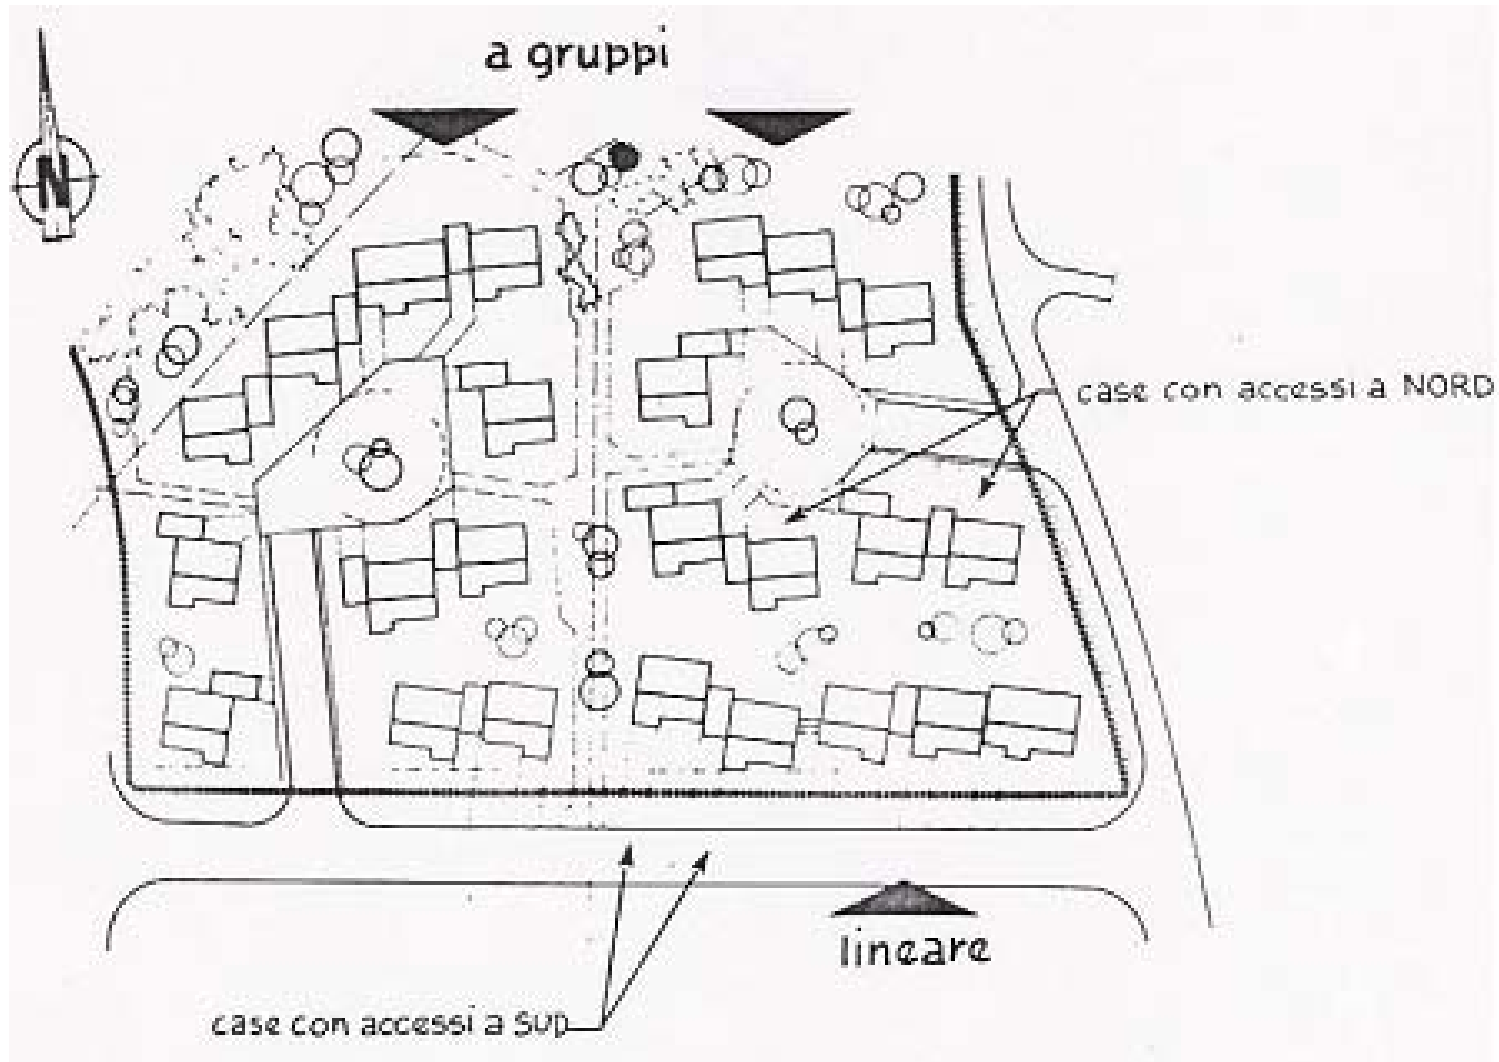 a gruppi
N
case con accessi a NORD
lineare
case con accessi a SUD